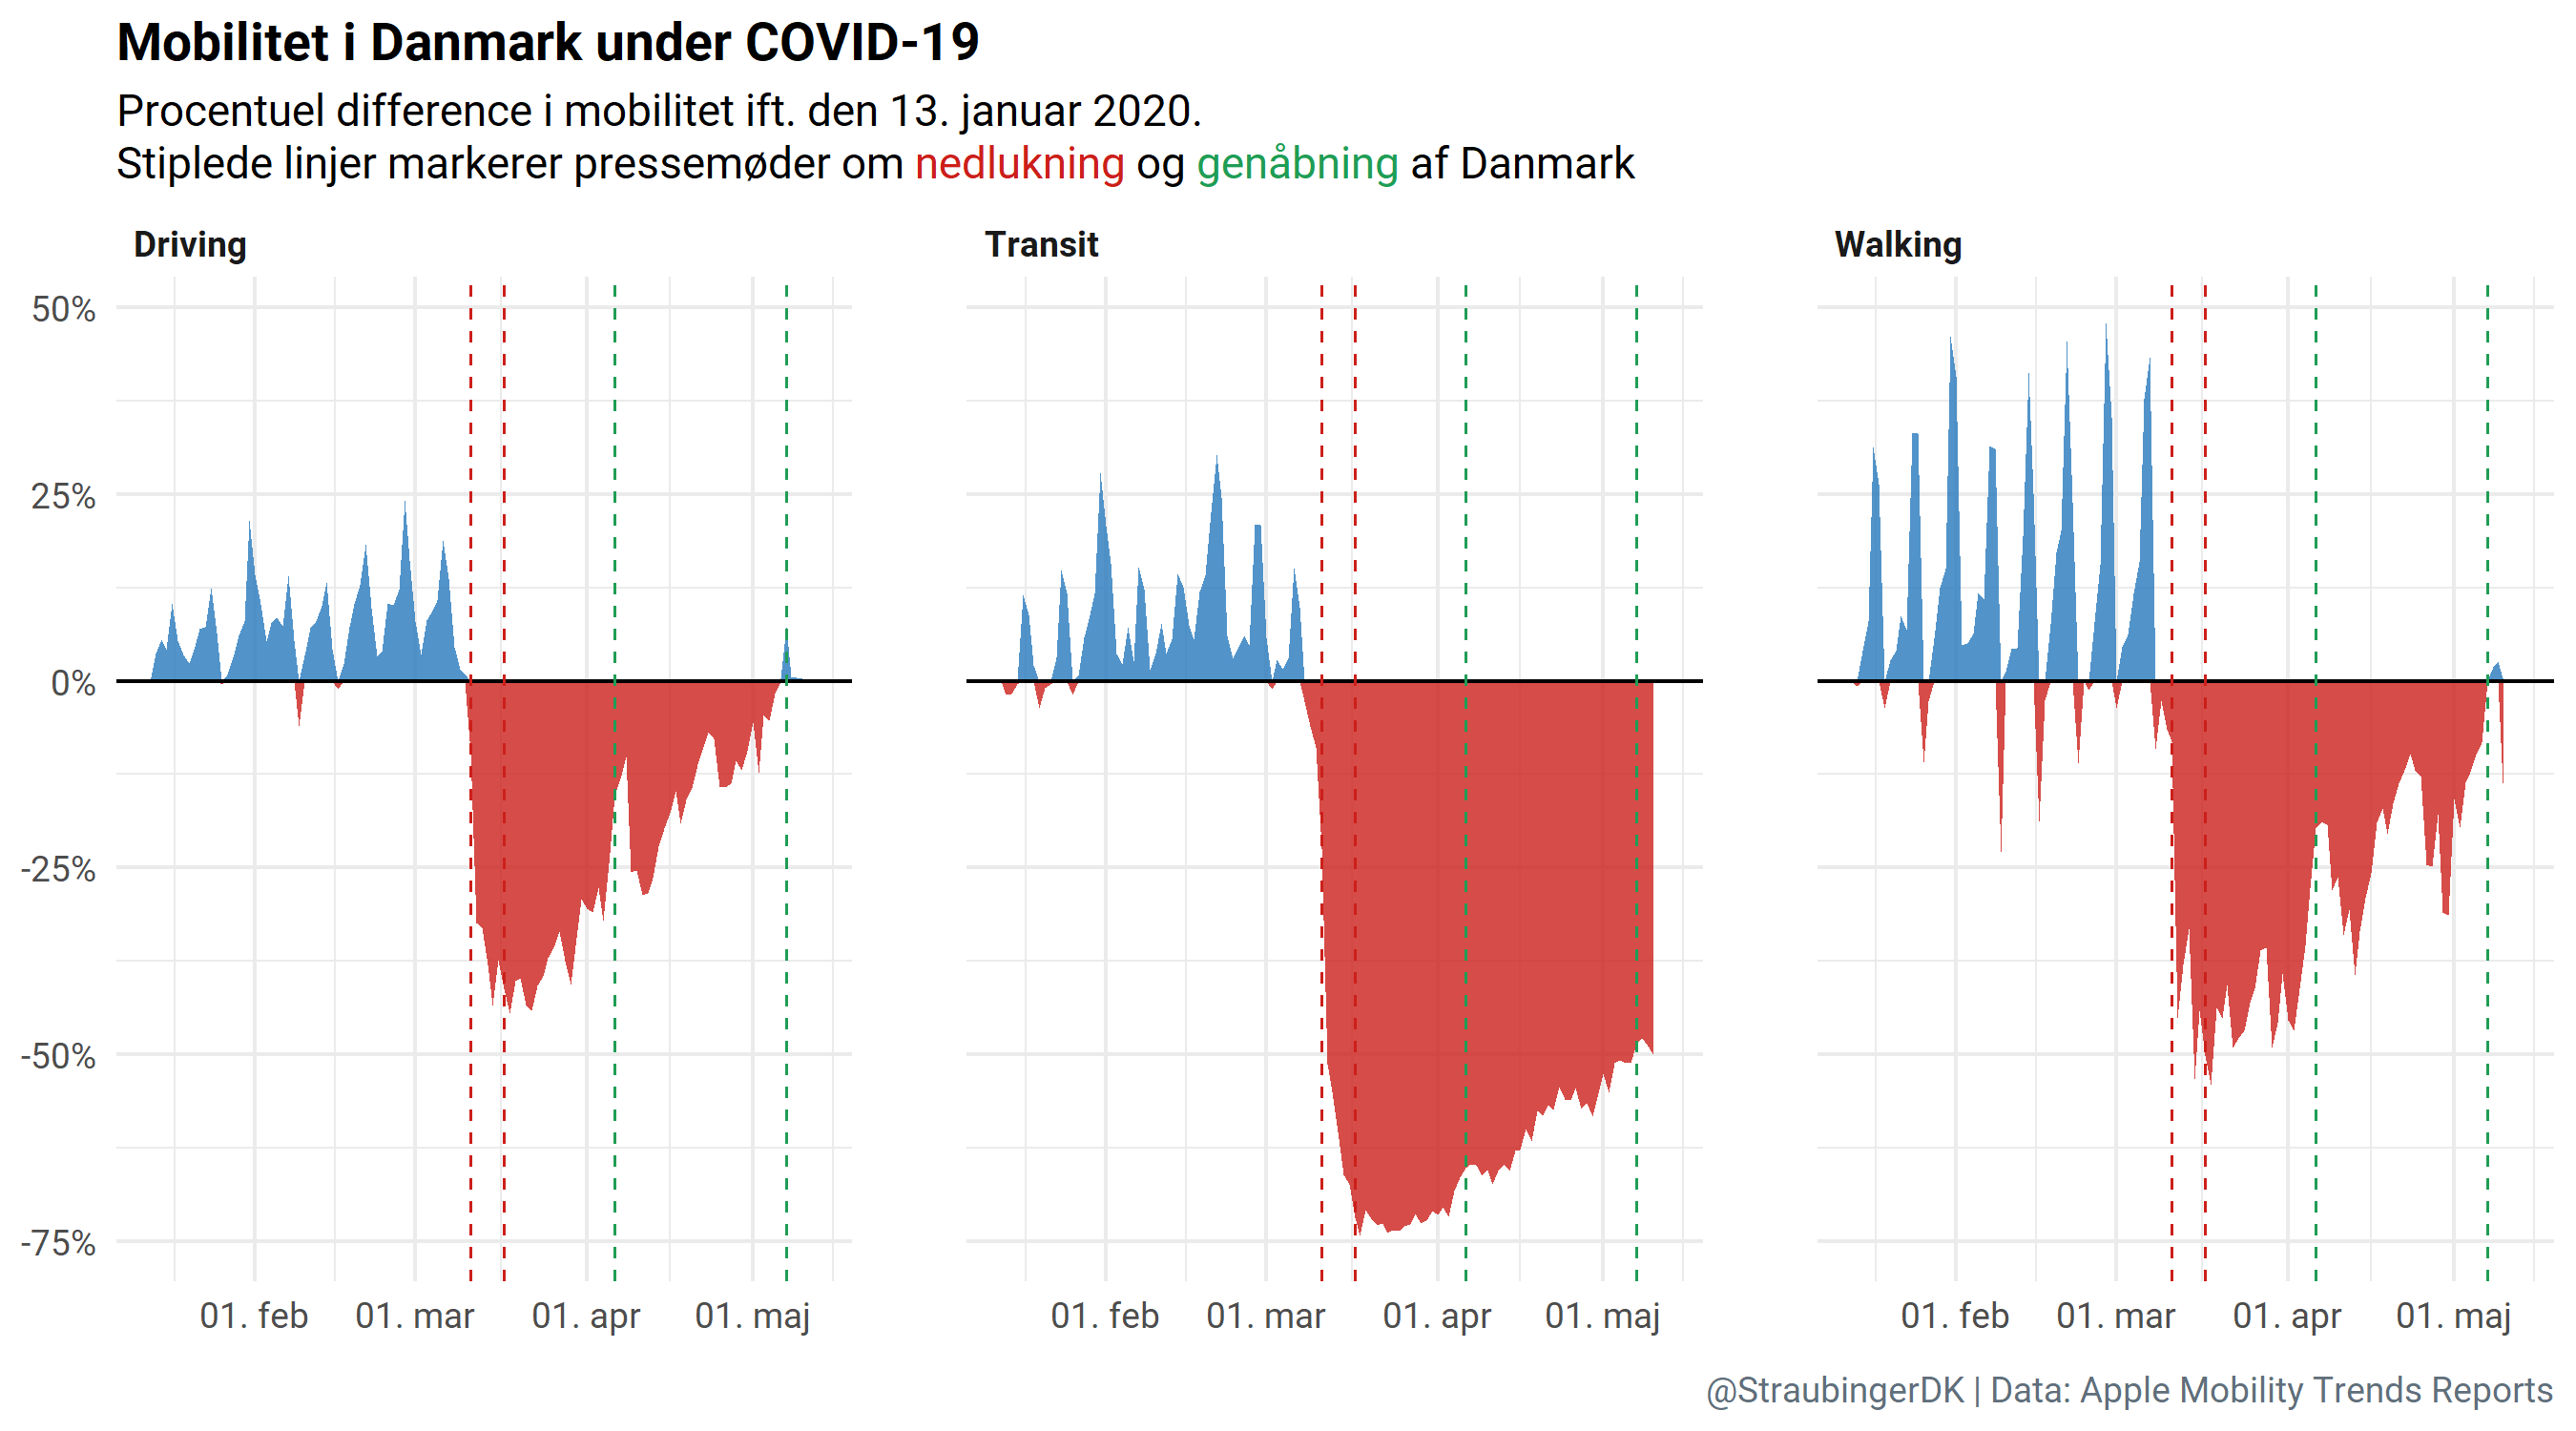 Mobilitet i Danmark under COVID-19
Procentuel difference i mobilitet ift. den 13. januar 2020.
Stiplede linjer markerer pressemøder om nedlukning og genåbning af Danmark
Driving
Transit
Walking
50%
25%
0%
-25%
-50%
-75%
01. feb
01. mar
01. apr
01. maj
01. feb
01. mar
01. apr
01. maj
01. feb
01. mar
01. apr
01. maj
@StraubingerDK | Data: Apple Mobility Trends Reports